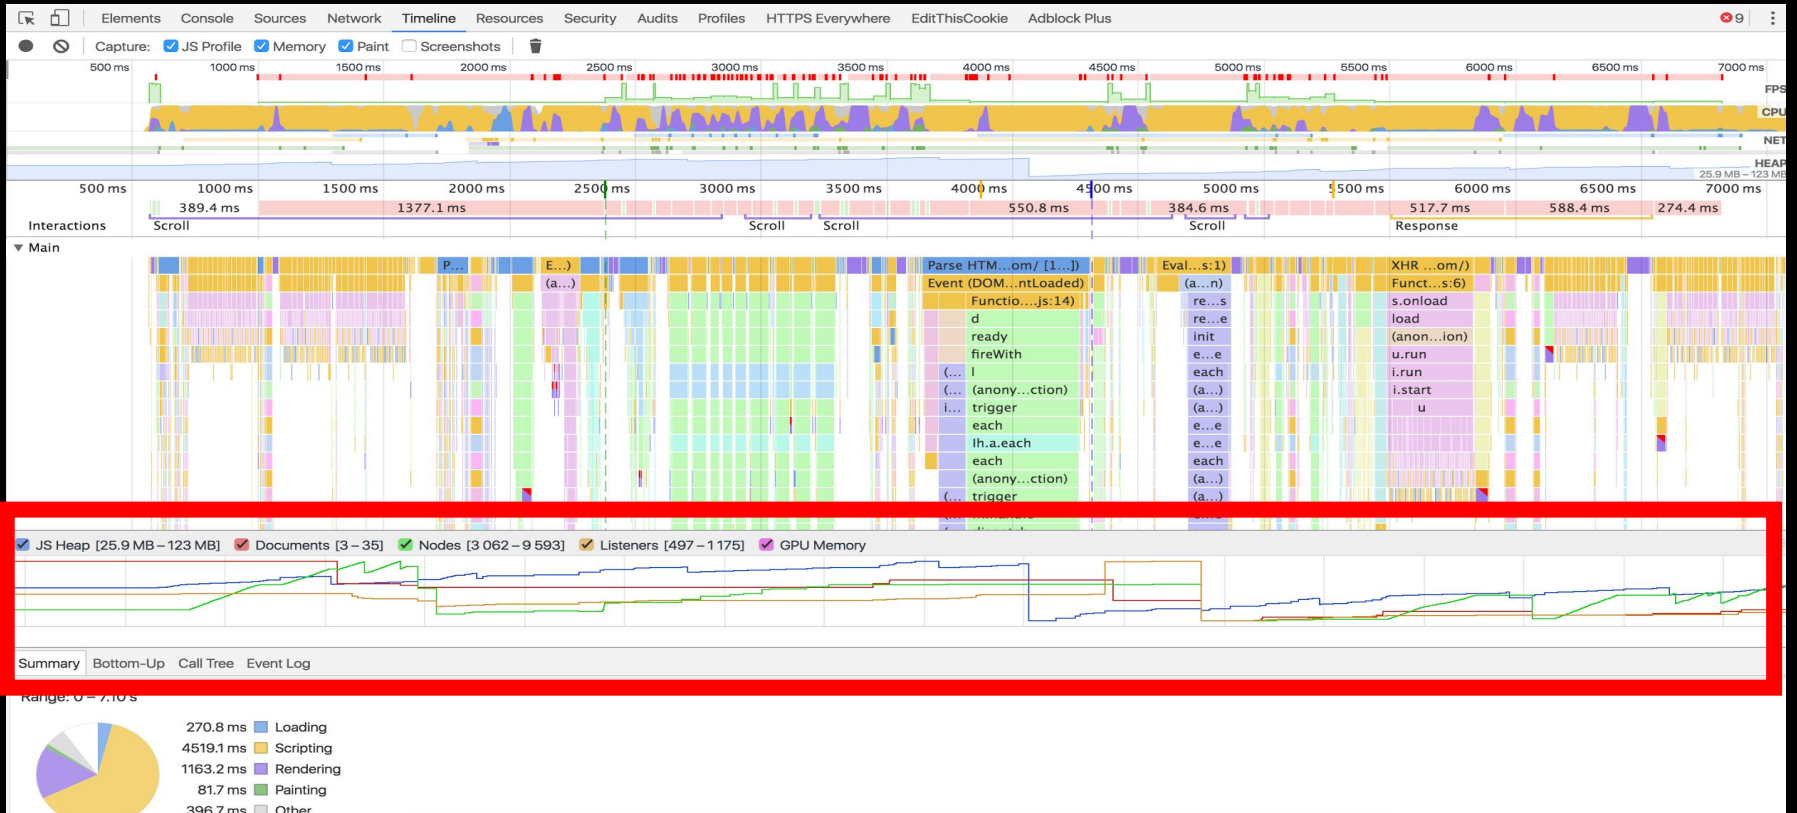 Elements Console Sources Network Timeline Resources Security Audits Profiles HTTPS Everywhere EditThisCookie Adblock Plus 9
Capture: JS Profile Memory Paint Screenshots
500 ms 1000 ms 1500 ms 2000 ms 2500 ms 3000 ms 3500 ms 4000 ms 4500 ms 5000 ms 5500 ms 6000 ms 6500 ms 7000 ms
FPS
CPU
NET
HEAP
25.9 MB – 123 MB
500 ms 1000 ms 1500 ms 2000 ms 2500 ms 3000 ms 3500 ms 4000 ms 4500 ms 5000 ms 5500 ms 6000 ms 6500 ms 7000 ms
389.4 ms 1377.1 ms 550.8 ms 384.6 ms 517.7 ms 588.4 ms 274.4 ms
Interactions Scroll Scroll Scroll Scroll Response
Main
P... E...) Parse HTM...om/ [1...]) Eval...s:1) XHR ...om/)
(a...) Event (DOM...ntLoaded) (a...n) Funct...s:6)
Functio....js:14) re...s s.onload
d re...e load
ready init (anon...ion)
fireWith e...e u.run
(... l each i.run
(... (anony...ction) (a...) i.start
i... trigger (a...) u
each e...e
lh.a.each e...e
each each
(anony...ction) (a...)
(... trigger (a...)
JS Heap [25.9 MB – 123 MB] Documents [3 – 35] Nodes [3 062 – 9 593] Listeners [497 – 1 175] GPU Memory
Summary Bottom-Up Call Tree Event Log
Range: 0 – 7.10 s
270.8 ms Loading
4519.1 ms Scripting
1163.2 ms Rendering
81.7 ms Painting
396.7 ms Other